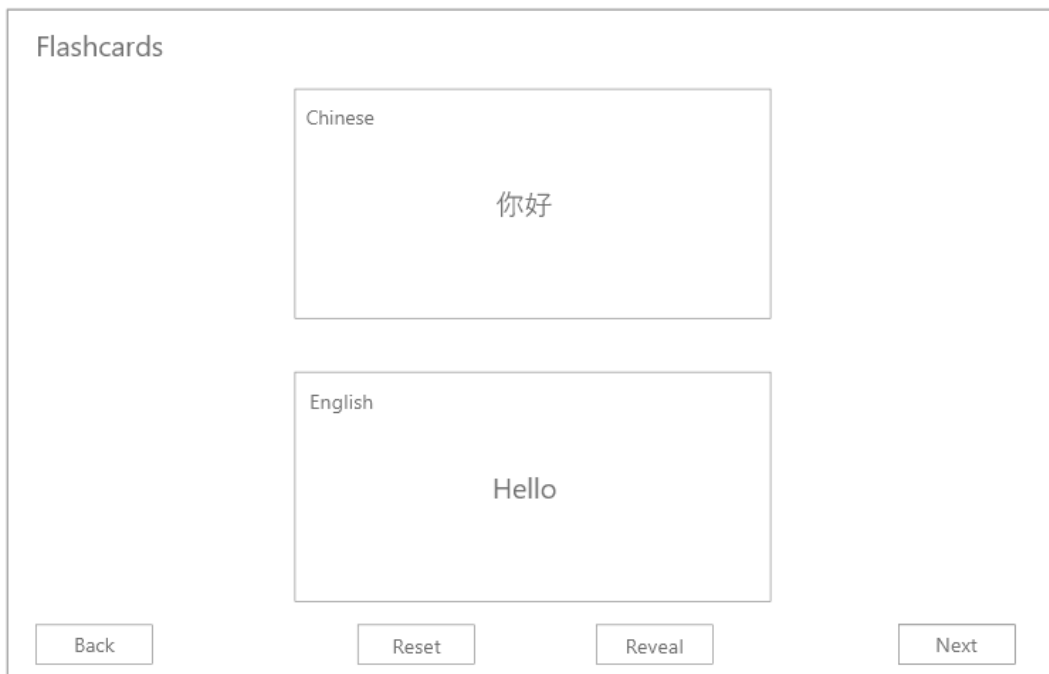 Flashcards
Chinese
你好
English
Hello
Back
Reset
Reveal
Next